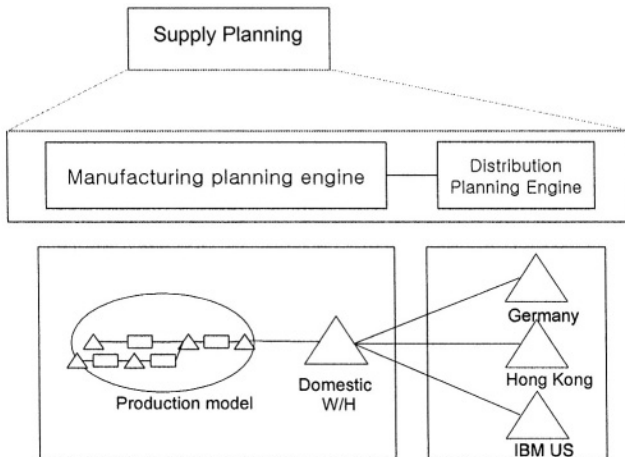 Supply Planning
Manufacturing planning engine
Distribution
Planning Engine
Germany
Hong Kong
IBM US
Domestic
W/H
Production model